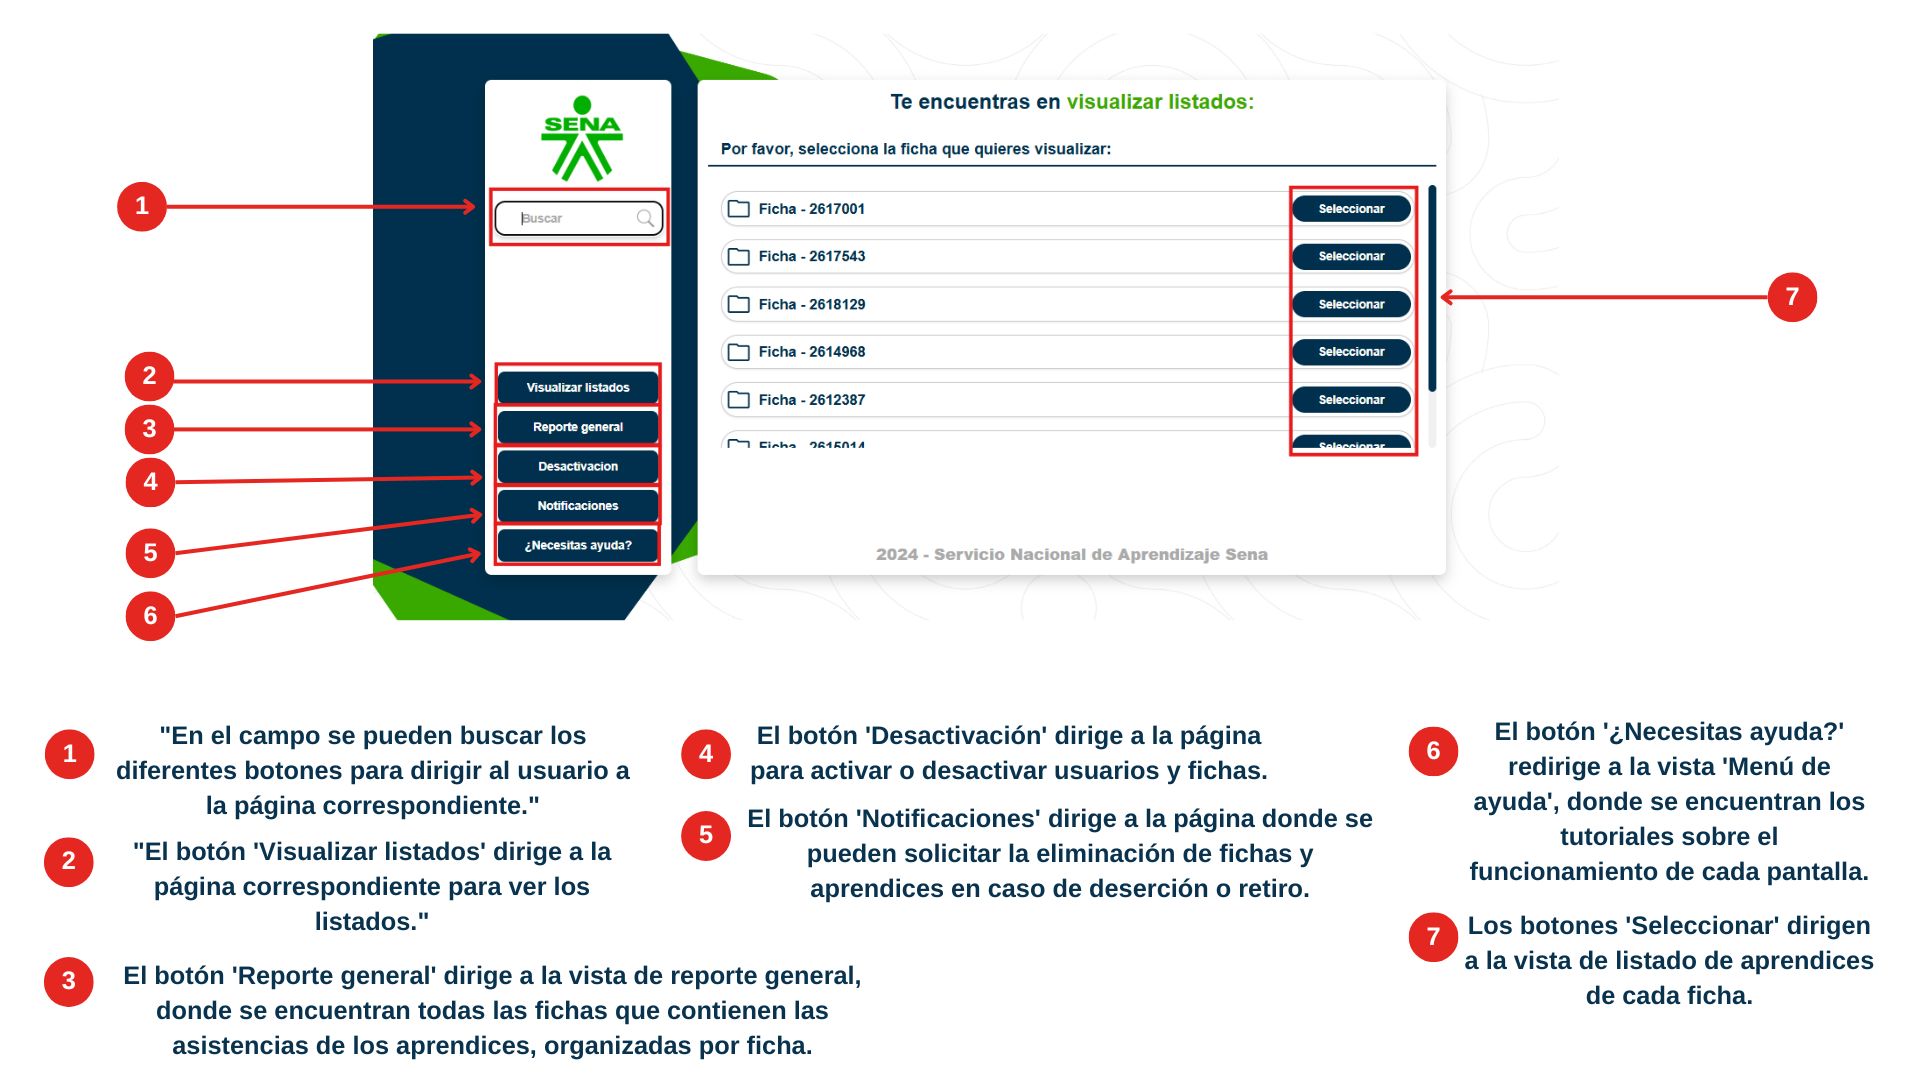 SENA
Te encuentras en visualizar listados:
Por favor, selecciona la ficha que quieres visualizar:
1
Buscar
Ficha - 2617001
Seleccionar
Ficha - 2617543
Seleccionar
7
Ficha - 2618129
Seleccionar
Ficha - 2614968
Seleccionar
2
Visualizar listados
Ficha - 2612387
Seleccionar
3
Reporte general
Ficha - 2615014
Seleccionar
4
Desactivacion
5
Notificaciones
6
¿Necesitas ayuda?
2024 - Servicio Nacional de Aprendizaje Sena
1
"En el campo se pueden buscar los
diferentes botones para dirigir al usuario a
la página correspondiente."
2
"El botón 'Visualizar listados' dirige a la
página correspondiente para ver los
listados."
3
El botón 'Reporte general' dirige a la vista de reporte general,
donde se encuentran todas las fichas que contienen las
asistencias de los aprendices, organizadas por ficha.
4
El botón 'Desactivación' dirige a la página
para activar o desactivar usuarios y fichas.
5
El botón 'Notificaciones' dirige a la página donde se
pueden solicitar la eliminación de fichas y
aprendices en caso de deserción o retiro.
6
El botón '¿Necesitas ayuda?'
redirige a la vista 'Menú de
ayuda', donde se encuentran los
tutoriales sobre el
funcionamiento de cada pantalla.
7
Los botones 'Seleccionar' dirigen
a la vista de listado de aprendices
de cada ficha.